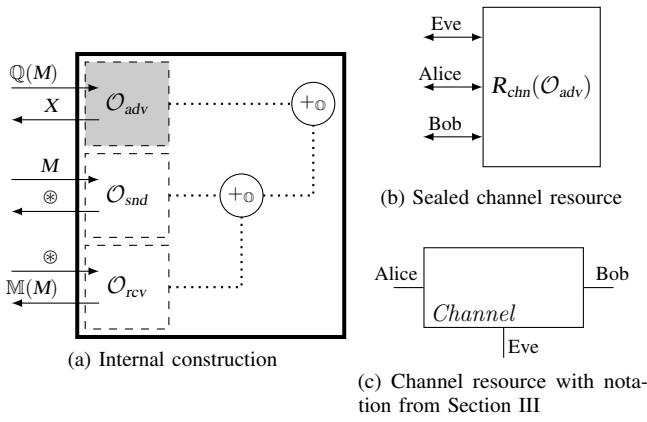 ℚ(M)
X
𝒪adv
+𝕆
M
⊛
𝒪snd
+𝕆
⊛
𝕄(M)
𝒪rcv
(a) Internal construction
Eve
Alice
Bob
Rchn(𝒪adv)
(b) Sealed channel resource
Alice
Bob
Channel
Eve
(c) Channel resource with nota-
tion from Section III